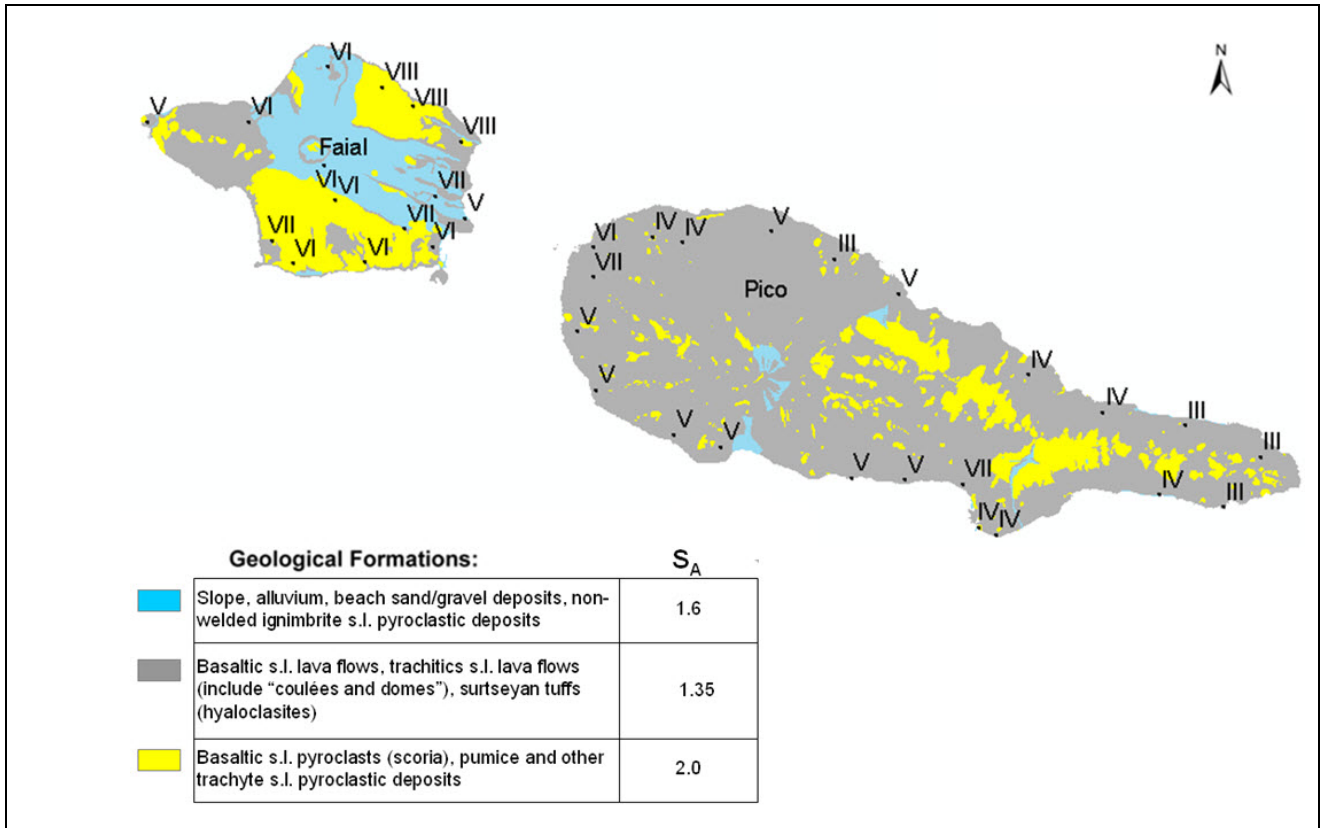 N
VI
VIII
VIII
V
VI
VIII
Faial
VI
VI
VII
V
VII
VII
VI
VI
VI
VI
IV
IV
V
III
VII
Pico
V
V
V
IV
V
V
IV
III
III
V
V
VII
IV
III
IV
IV
Geological Formations:
S_A
Slope, alluvium, beach sand/gravel deposits, non-
welded ignimbrite s.l. pyroclastic deposits
1.6
Basaltic s.l. lava flows, trachitics s.l. lava flows
(include “coulées and domes”), surtseyan tuffs
(hyaloclasites)
1.35
Basaltic s.l. pyroclasts (scoria), pumice and other
trachyte s.l. pyroclastic deposits
2.0